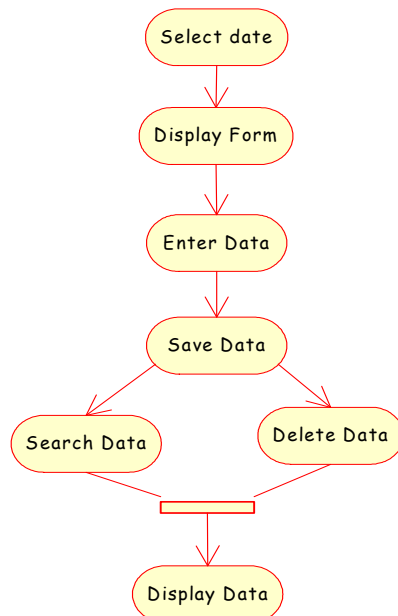 Select date
Display Form
Enter Data
Save Data
Search Data
Delete Data
Display Data